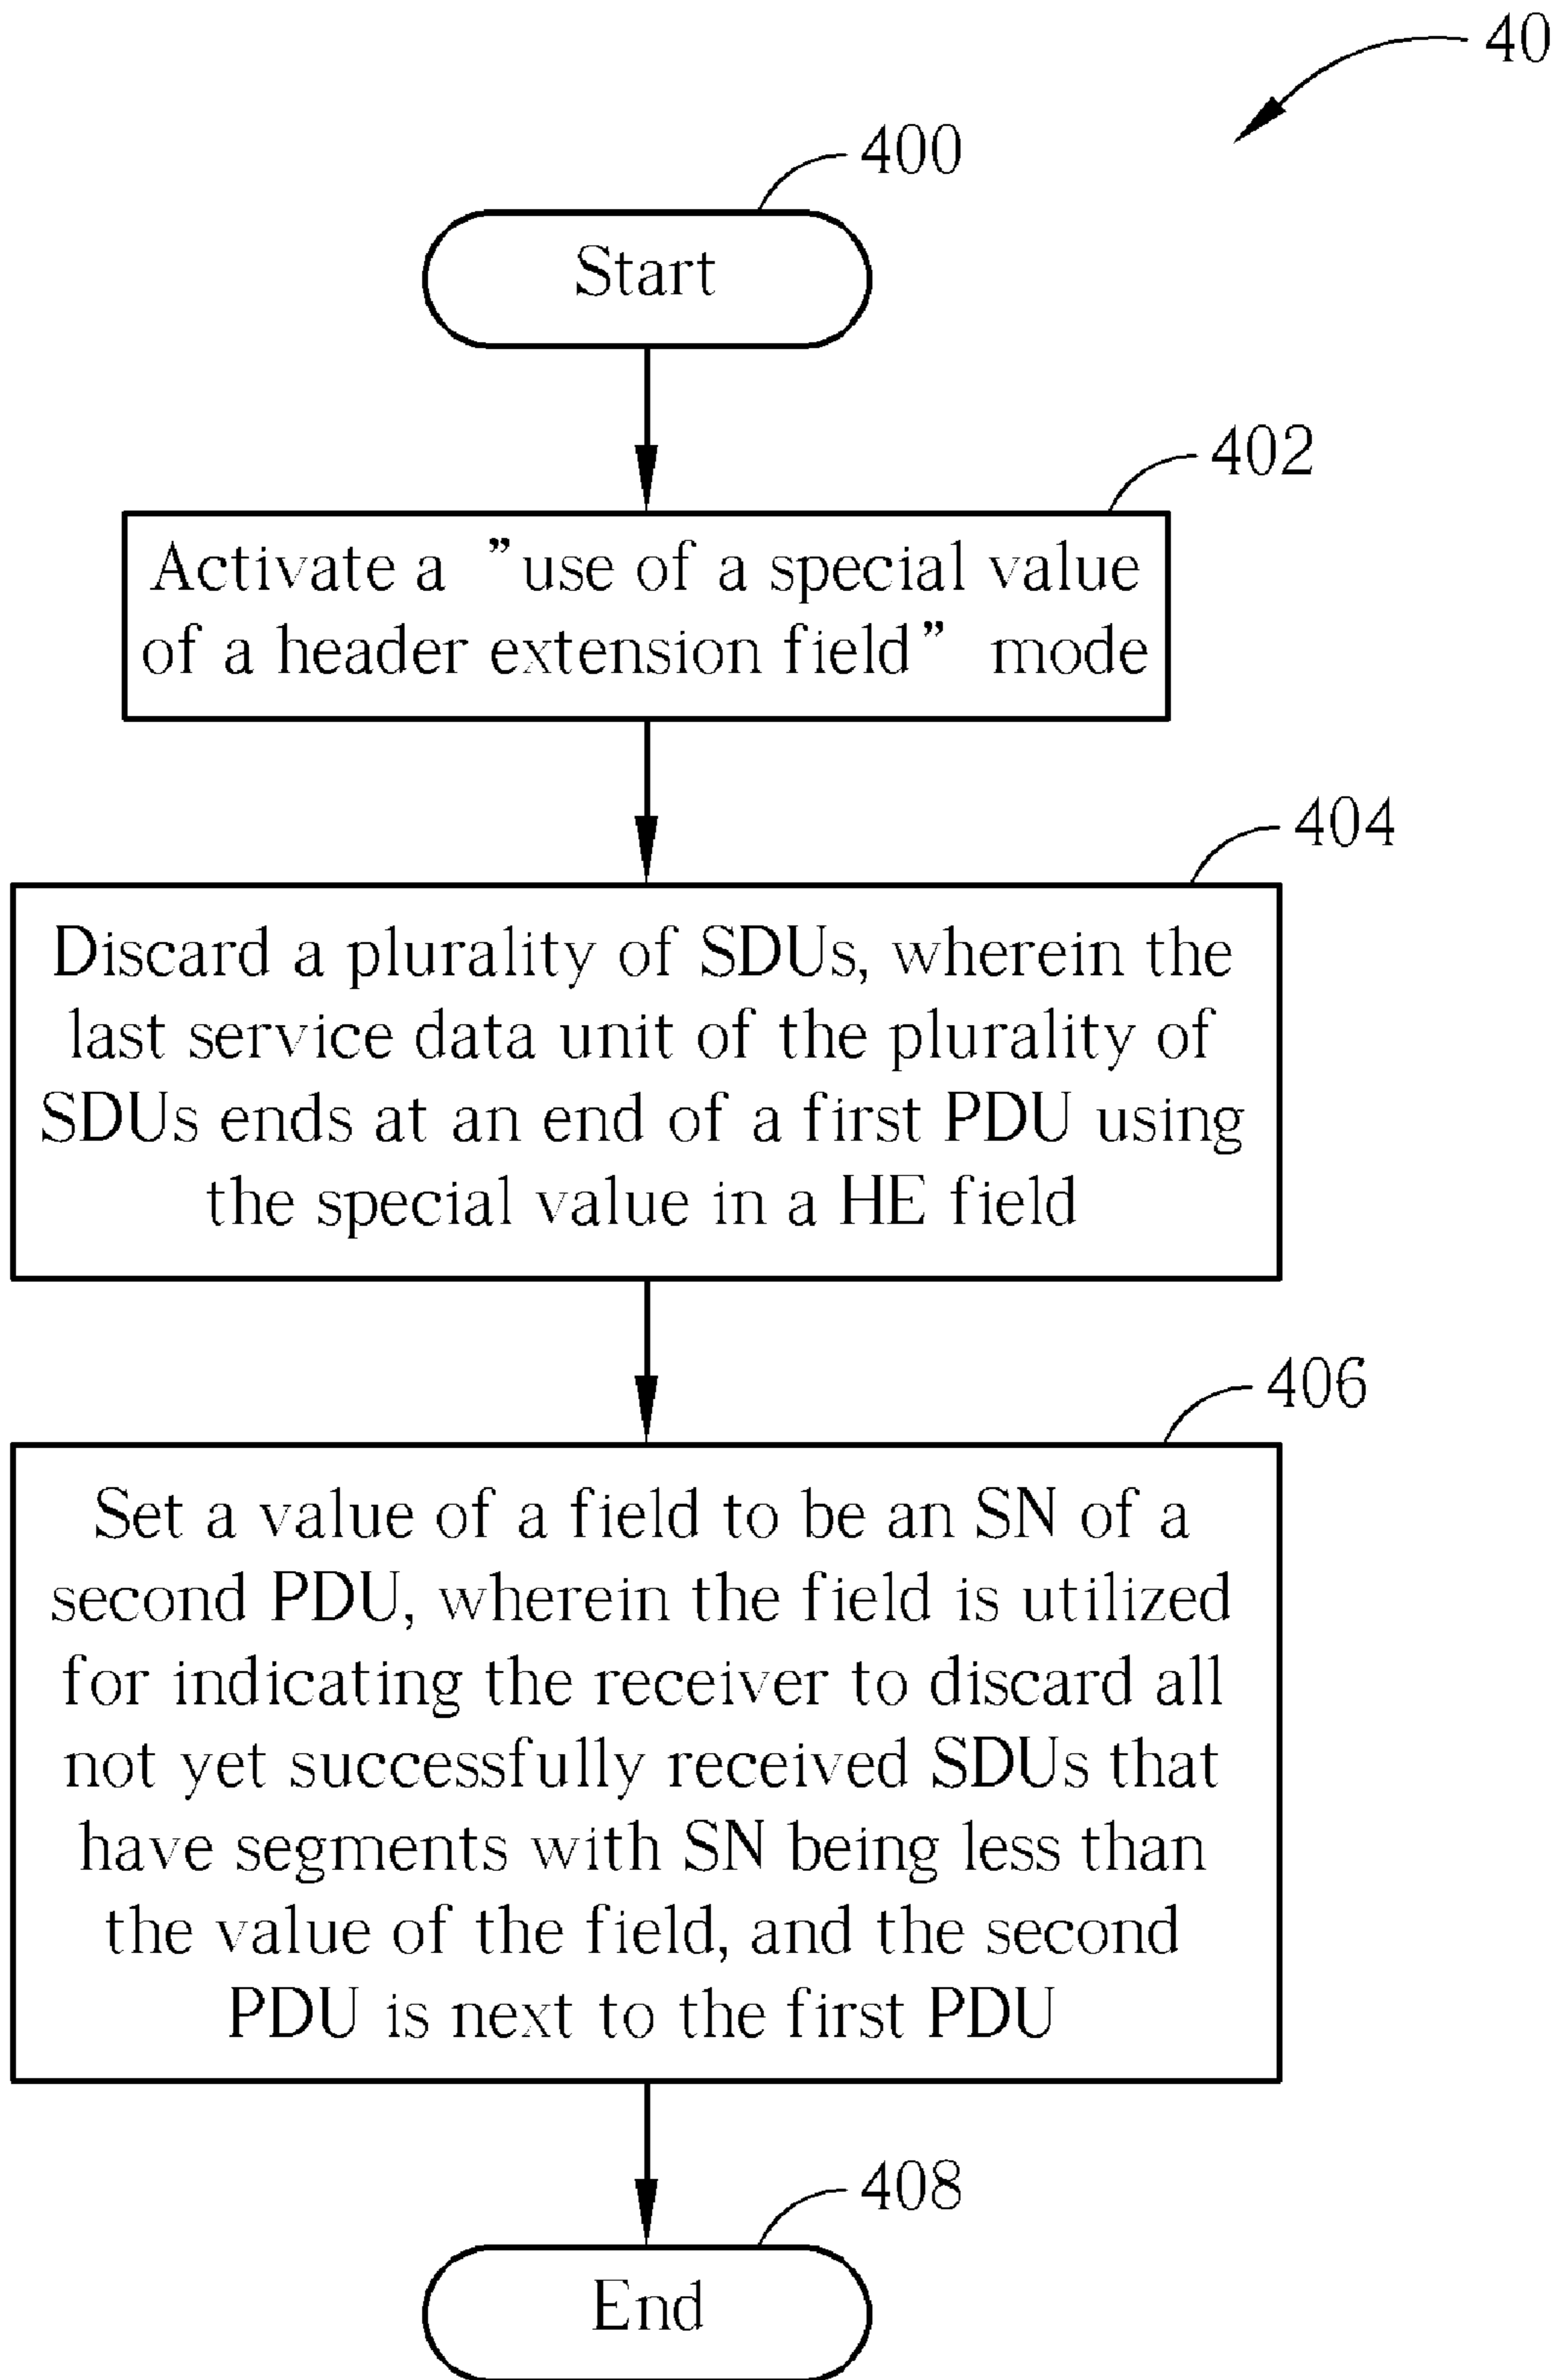 40
400
Start
402
Activate a ”use of a special value
of a header extension field” mode
404
Discard a plurality of SDUs, wherein the
last service data unit of the plurality of
SDUs ends at an end of a first PDU using
the special value in a HE field
406
Set a value of a field to be an SN of a
second PDU, wherein the field is utilized
for indicating the receiver to discard all
not yet successfully received SDUs that
have segments with SN being less than
the value of the field, and the second
PDU is next to the first PDU
408
End